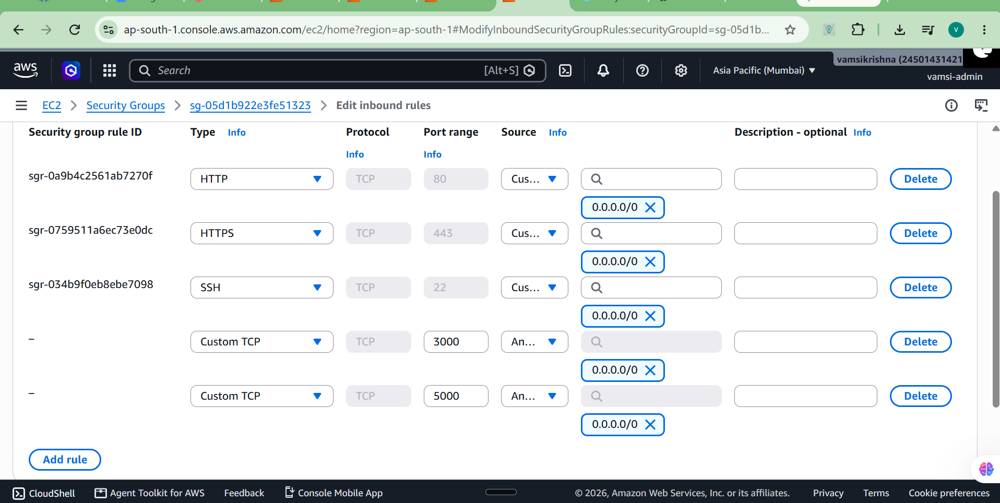 ap-south-1.console.aws.amazon.com/ec2/home?region=ap-south-1#ModifyInboundSecurityGroupRules:securityGroupId=sg-05d1b...
V
aws
Search
[Alt+S]
Asia Pacific (Mumbai)
vamsikrishna (24501431421
vamsi-admin
EC2
Security Groups
sg-05d1b922e3fe51323
Edit inbound rules
Security group rule ID
Type Info
Protocol
Info
Port range
Info
Source Info
Description - optional Info
sgr-0a9b4c2561ab7270f
HTTP
TCP
80
Cus...
Delete
0.0.0.0/0
sgr-0759511a6ec73e0dc
HTTPS
TCP
443
Cus...
Delete
0.0.0.0/0
sgr-034b9f0eb8ebe7098
SSH
TCP
22
Cus...
Delete
0.0.0.0/0
–
Custom TCP
TCP
3000
An...
Delete
0.0.0.0/0
–
Custom TCP
TCP
5000
An...
Delete
0.0.0.0/0
Add rule
CloudShell
Agent Toolkit for AWS
Feedback
Console Mobile App
© 2026, Amazon Web Services, Inc. or its affiliates.
Privacy
Terms
Cookie preferences